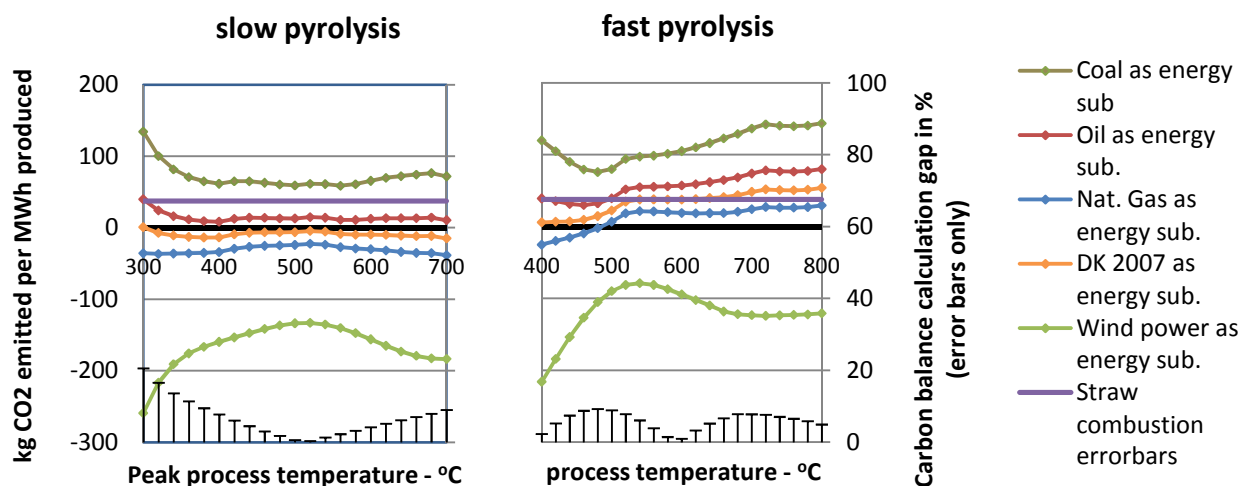 slow pyrolysis
fast pyrolysis
kg CO2 emitted per MWh produced
200
100
0
-100
-200
-300
300
400
500
600
700
Peak process temperature - ºC
400
500
600
700
800
process temperature - ºC
100
80
60
40
20
0
Carbon balance calculation gap in %
(error bars only)
Coal as energy
sub
Oil as energy
sub.
Nat. Gas as
energy sub.
DK 2007 as
energy sub.
Wind power as
energy sub.
Straw
combustion
errorbars